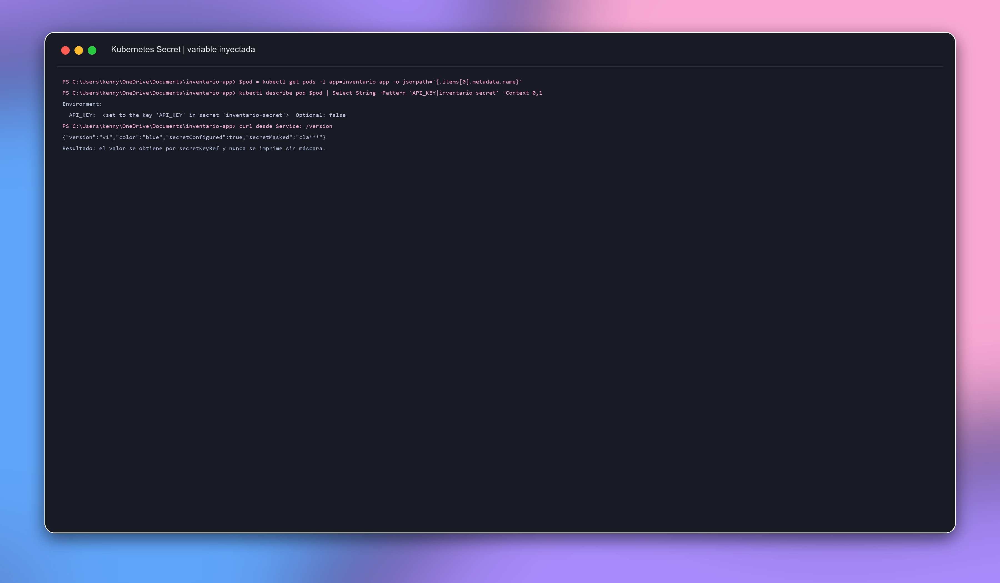 Kubernetes Secret | variable inyectada
PS C:\Users\kenny\OneDrive\Documents\inventario-app> $pod = kubectl get pods -l app=inventario-app -o jsonpath='{.items[0].metadata.name}'
PS C:\Users\kenny\OneDrive\Documents\inventario-app> kubectl describe pod $pod | Select-String -Pattern 'API_KEY|inventario-secret' -Context 0,1
Environment:
  API_KEY:  <set to the key 'API_KEY' in secret 'inventario-secret'>  Optional: false
PS C:\Users\kenny\OneDrive\Documents\inventario-app> curl desde Service: /version
{"version":"v1","color":"blue","secretConfigured":true,"secretMasked":"cla***"}
Resultado: el valor se obtiene por secretKeyRef y nunca se imprime sin máscara.